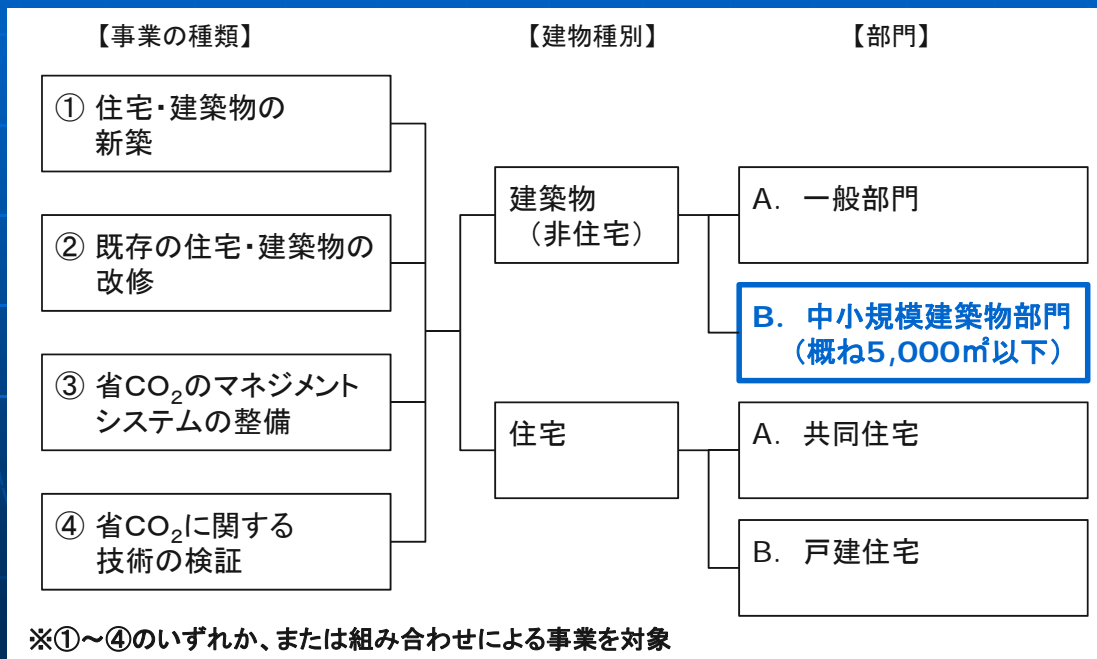 【事業の種類】
【建物種別】
【部門】
① 住宅・建築物の
新築
② 既存の住宅・建築物の
改修
③ 省CO₂のマネジメント
システムの整備
④ 省CO₂に関する
技術の検証
建築物
（非住宅）
住宅
A. 一般部門
B. 中小規模建築物部門
（概ね5,000㎡以下）
A. 共同住宅
B. 戸建住宅
※①～④のいずれか、または組み合わせによる事業を対象